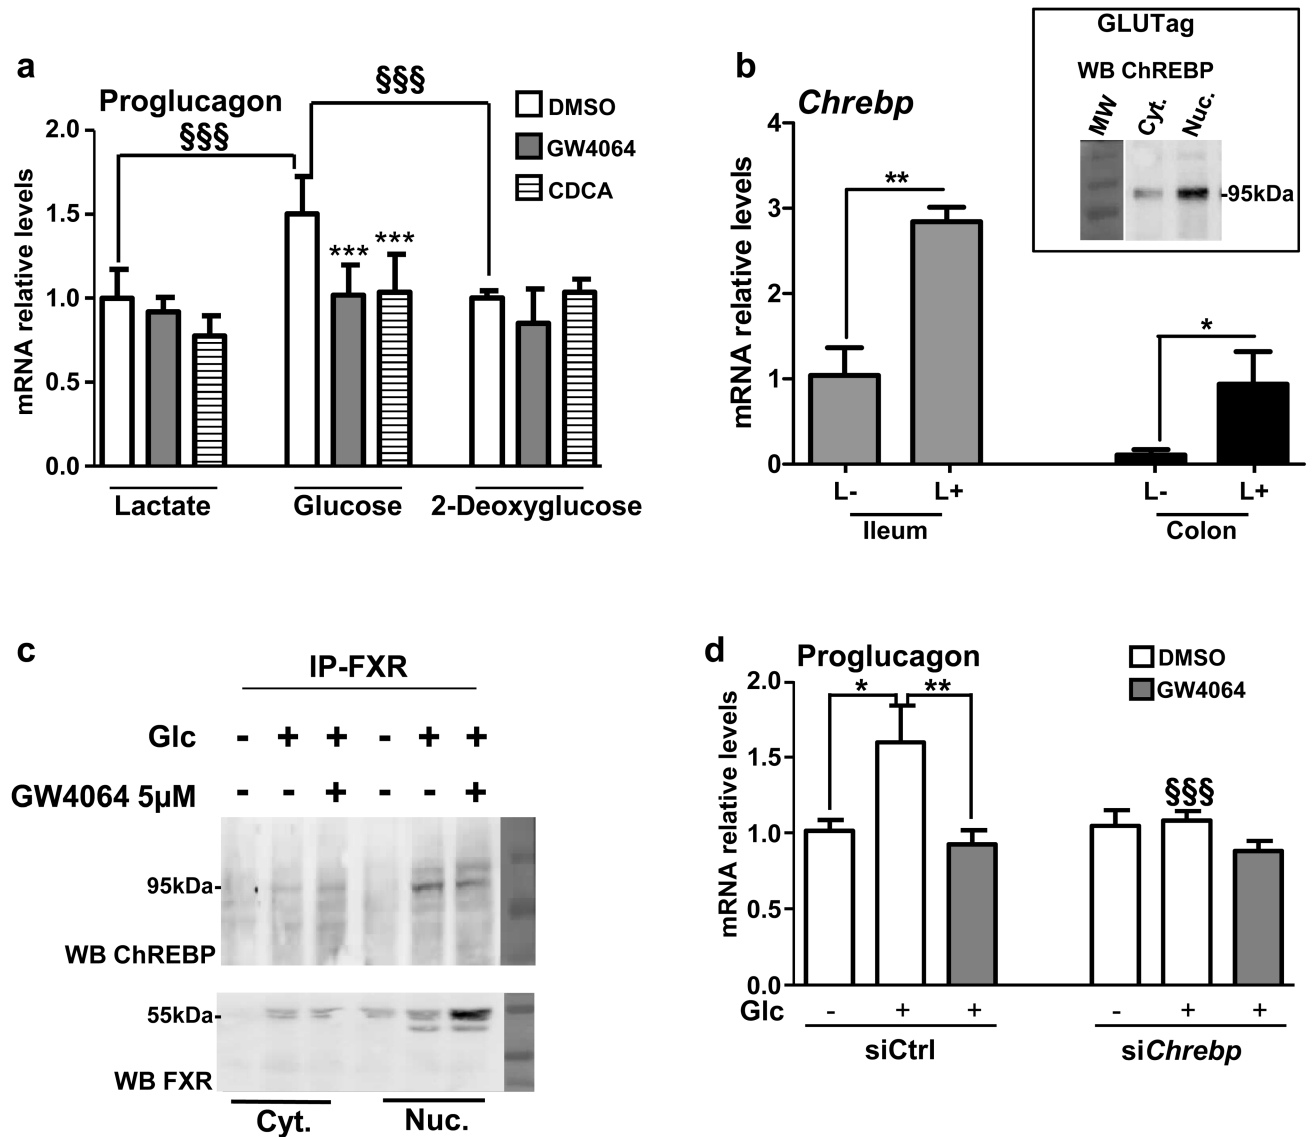 a
Proglucagon
§§§
§§§
DMSO
GW4064
CDCA
*** ***
mRNA relative levels
2.0
1.5
1.0
0.5
0.0
Lactate Glucose 2-Deoxyglucose
b
Chrebp
mRNA relative levels
4
3
2
1
0
**
*
L- L+ L- L+
Ileum Colon
GLUTag
WB ChREBP
MW Cyt. Nuc.
-95kDa
c
IP-FXR
Glc - + + - + +
GW4064 5µM - - + - - +
95kDa-
WB ChREBP
55kDa-
WB FXR
Cyt. Nuc.
d
Proglucagon
DMSO
GW4064
mRNA relative levels
2.0
1.5
1.0
0.5
0.0
* **
§§§
Glc - + + - + +
siCtrl siChrebp